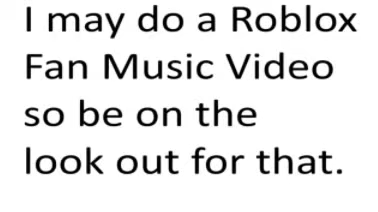 I may do a Roblox
Fan Music Video
so be on the
look out for that.